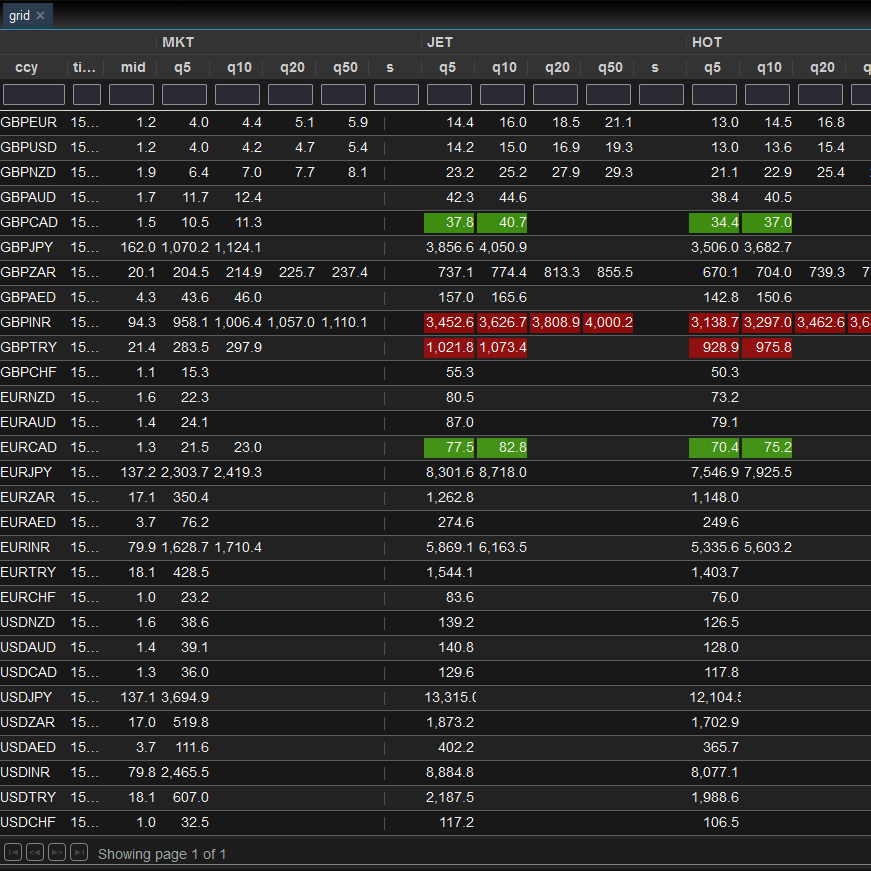 grid ×
MKT JET HOT
ccy ti... mid q5 q10 q20 q50 s q5 q10 q20 q50 s q5 q10 q20 q
GBPEUR 15... 1.2 4.0 4.4 5.1 5.9 | 14.4 16.0 18.5 21.1 13.0 14.5 16.8
GBPUSD 15... 1.2 4.0 4.2 4.7 5.4 | 14.2 15.0 16.9 19.3 13.0 13.6 15.4
GBPNZD 15... 1.9 6.4 7.0 7.7 8.1 | 23.2 25.2 27.9 29.3 21.1 22.9 25.4
GBPAUD 15... 1.7 11.7 12.4 | 42.3 44.6 38.4 40.5
GBPCAD 15... 1.5 10.5 11.3 | 37.8 40.7 34.4 37.0
GBPJPY 15... 162.0 1,070.2 1,124.1 | 3,856.6 4,050.9 3,506.0 3,682.7
GBPZAR 15... 20.1 204.5 214.9 225.7 237.4 | 737.1 774.4 813.3 855.5 670.1 704.0 739.3 7
GBPAED 15... 4.3 43.6 46.0 | 157.0 165.6 142.8 150.6
GBPINR 15... 94.3 958.1 1,006.4 1,057.0 1,110.1 | 3,452.6 3,626.7 3,808.9 4,000.2 3,138.7 3,297.0 3,462.6 3,6
GBPTRY 15... 21.4 283.5 297.9 | 1,021.8 1,073.4 928.9 975.8
GBPCHF 15... 1.1 15.3 | 55.3 50.3
EURNZD 15... 1.6 22.3 | 80.5 73.2
EURAUD 15... 1.4 24.1 | 87.0 79.1
EURCAD 15... 1.3 21.5 23.0 | 77.5 82.8 70.4 75.2
EURJPY 15... 137.2 2,303.7 2,419.3 | 8,301.6 8,718.0 7,546.9 7,925.5
EURZAR 15... 17.1 350.4 | 1,262.8 1,148.0
EURAED 15... 3.7 76.2 | 274.6 249.6
EURINR 15... 79.9 1,628.7 1,710.4 | 5,869.1 6,163.5 5,335.6 5,603.2
EURTRY 15... 18.1 428.5 | 1,544.1 1,403.7
EURCHF 15... 1.0 23.2 | 83.6 76.0
USDNZD 15... 1.6 38.6 | 139.2 126.5
USDAUD 15... 1.4 39.1 | 140.8 128.0
USDCAD 15... 1.3 36.0 | 129.6 117.8
USDJPY 15... 137.1 3,694.9 | 13,315.0 12,104.5
USDZAR 15... 17.0 519.8 | 1,873.2 1,702.9
USDAED 15... 3.7 111.6 | 402.2 365.7
USDINR 15... 79.8 2,465.5 | 8,884.8 8,077.1
USDTRY 15... 18.1 607.0 | 2,187.5 1,988.6
USDCHF 15... 1.0 32.5 | 117.2 106.5
Showing page 1 of 1